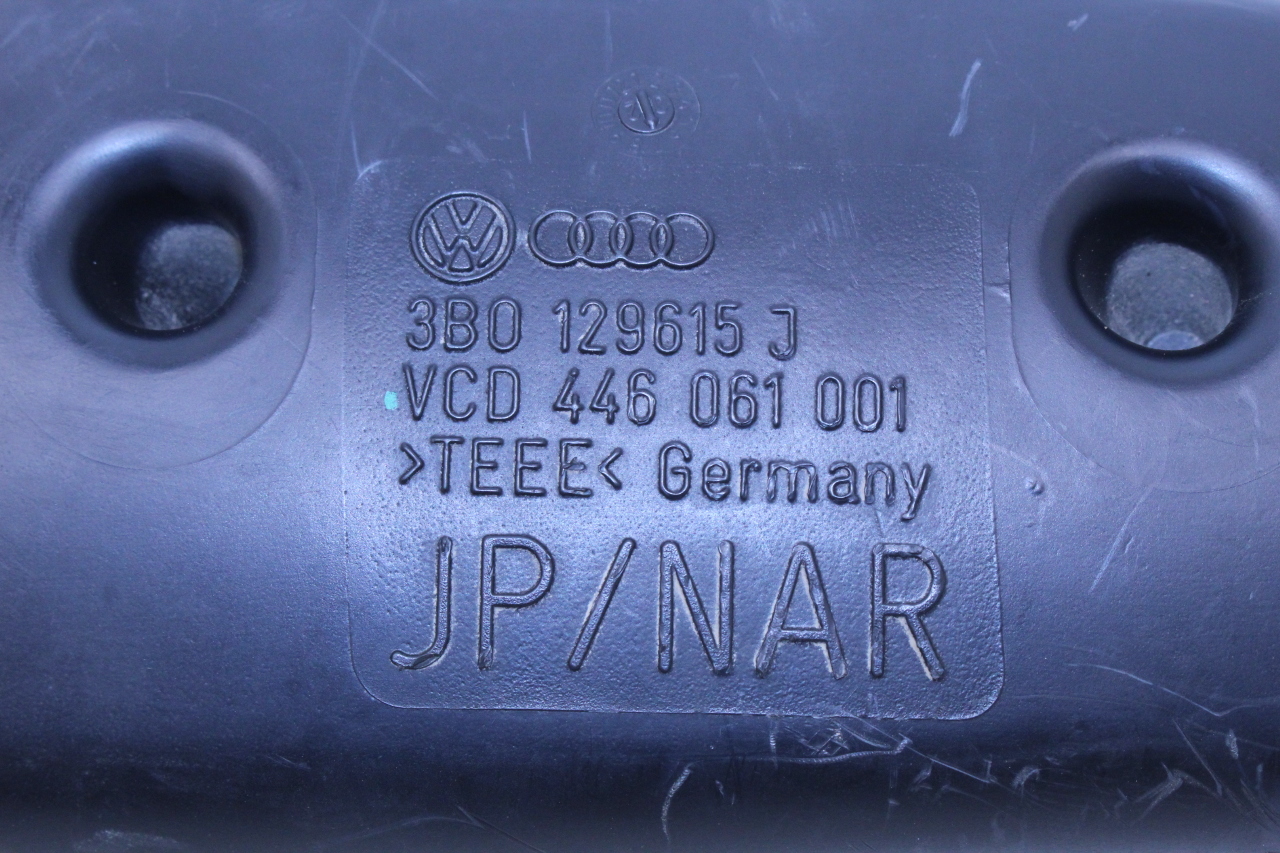 3B0 129615 J
VCD 446 061 001
>TEEE< Germany
JP/NAR